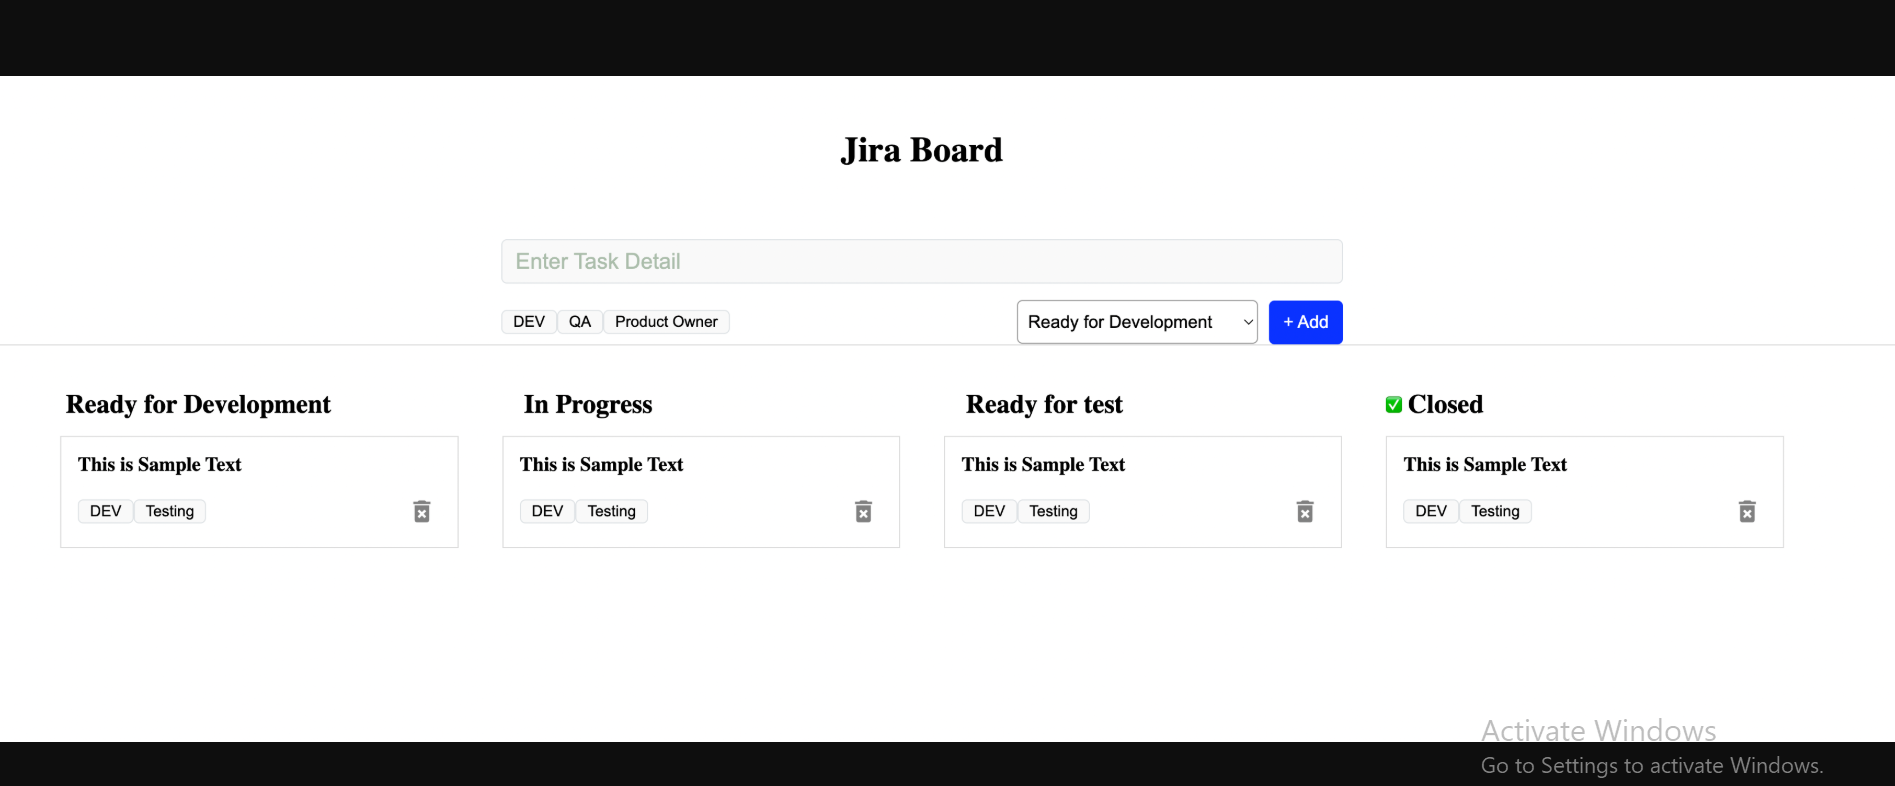 Jira Board
Enter Task Detail
DEV QA Product Owner Ready for Development + Add
Ready for Development In Progress Ready for test ✅ Closed
This is Sample Text This is Sample Text This is Sample Text This is Sample Text
DEV Testing DEV Testing DEV Testing DEV Testing
Activate Windows
Go to Settings to activate Windows.